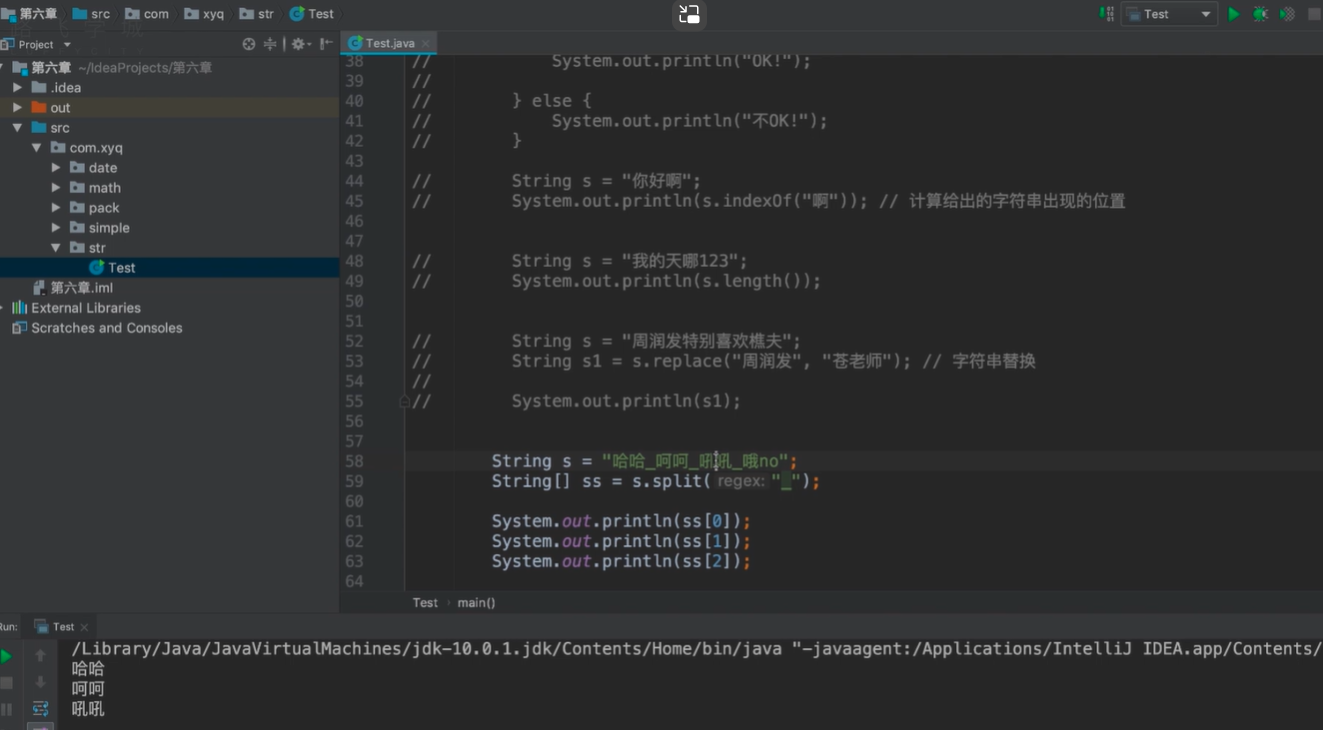 第六章 src com xyq str Test
Test
Project
Test.java
第六章 ~/IdeaProjects/第六章
.idea
out
src
com.xyq
date
math
pack
simple
str
Test
第六章.iml
External Libraries
Scratches and Consoles
38 // System.out.println("OK!");
39 //
40 // } else {
41 // System.out.println("不OK!");
42 // }
43
44 // String s = "你好啊";
45 // System.out.println(s.indexOf("啊")); // 计算给出的字符串出现的位置
46
47
48 // String s = "我的天哪123";
49 // System.out.println(s.length());
50
51
52 // String s = "周润发特别喜欢樵夫";
53 // String s1 = s.replace("周润发", "苍老师"); // 字符串替换
54 //
55 // System.out.println(s1);
56
57
58 String s = "哈哈_呵呵_吼吼_哦no";
59 String[] ss = s.split( regex: "_");
60
61 System.out.println(ss[0]);
62 System.out.println(ss[1]);
63 System.out.println(ss[2]);
64
Test › main()
Run: Test
/Library/Java/JavaVirtualMachines/jdk-10.0.1.jdk/Contents/Home/bin/java "-javaagent:/Applications/IntelliJ IDEA.app/Contents/
哈哈
呵呵
吼吼